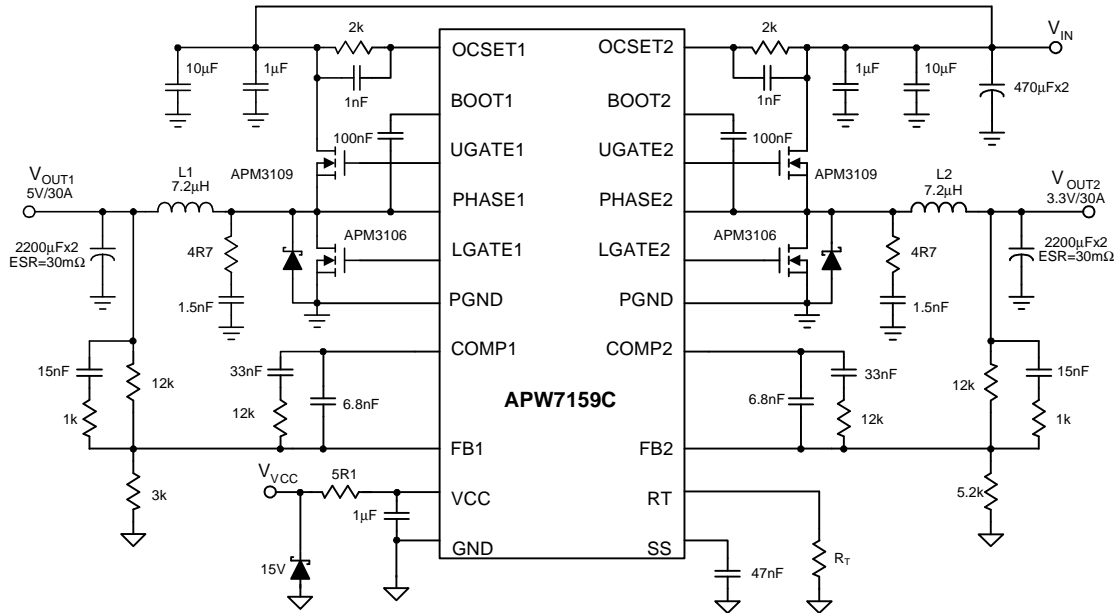 2k
OCSET1
OCSET2
2k
V_IN
10µF
1µF
1nF
1nF
1µF
10µF
470µFx2
BOOT1
BOOT2
100nF
100nF
UGATE1
UGATE2
V_OUT1
5V/30A
L1
7.2µH
APM3109
APM3109
L2
7.2µH
V_OUT2
3.3V/30A
PHASE1
PHASE2
2200µFx2
ESR=30mΩ
4R7
APM3106
LGATE1
LGATE2
APM3106
4R7
2200µFx2
ESR=30mΩ
1.5nF
PGND
PGND
1.5nF
COMP1
COMP2
15nF
12k
33nF
6.8nF
APW7159C
6.8nF
33nF
12k
15nF
1k
12k
12k
1k
FB1
FB2
3k
V_VCC
5R1
VCC
RT
5.2k
1µF
GND
SS
15V
47nF
R_T